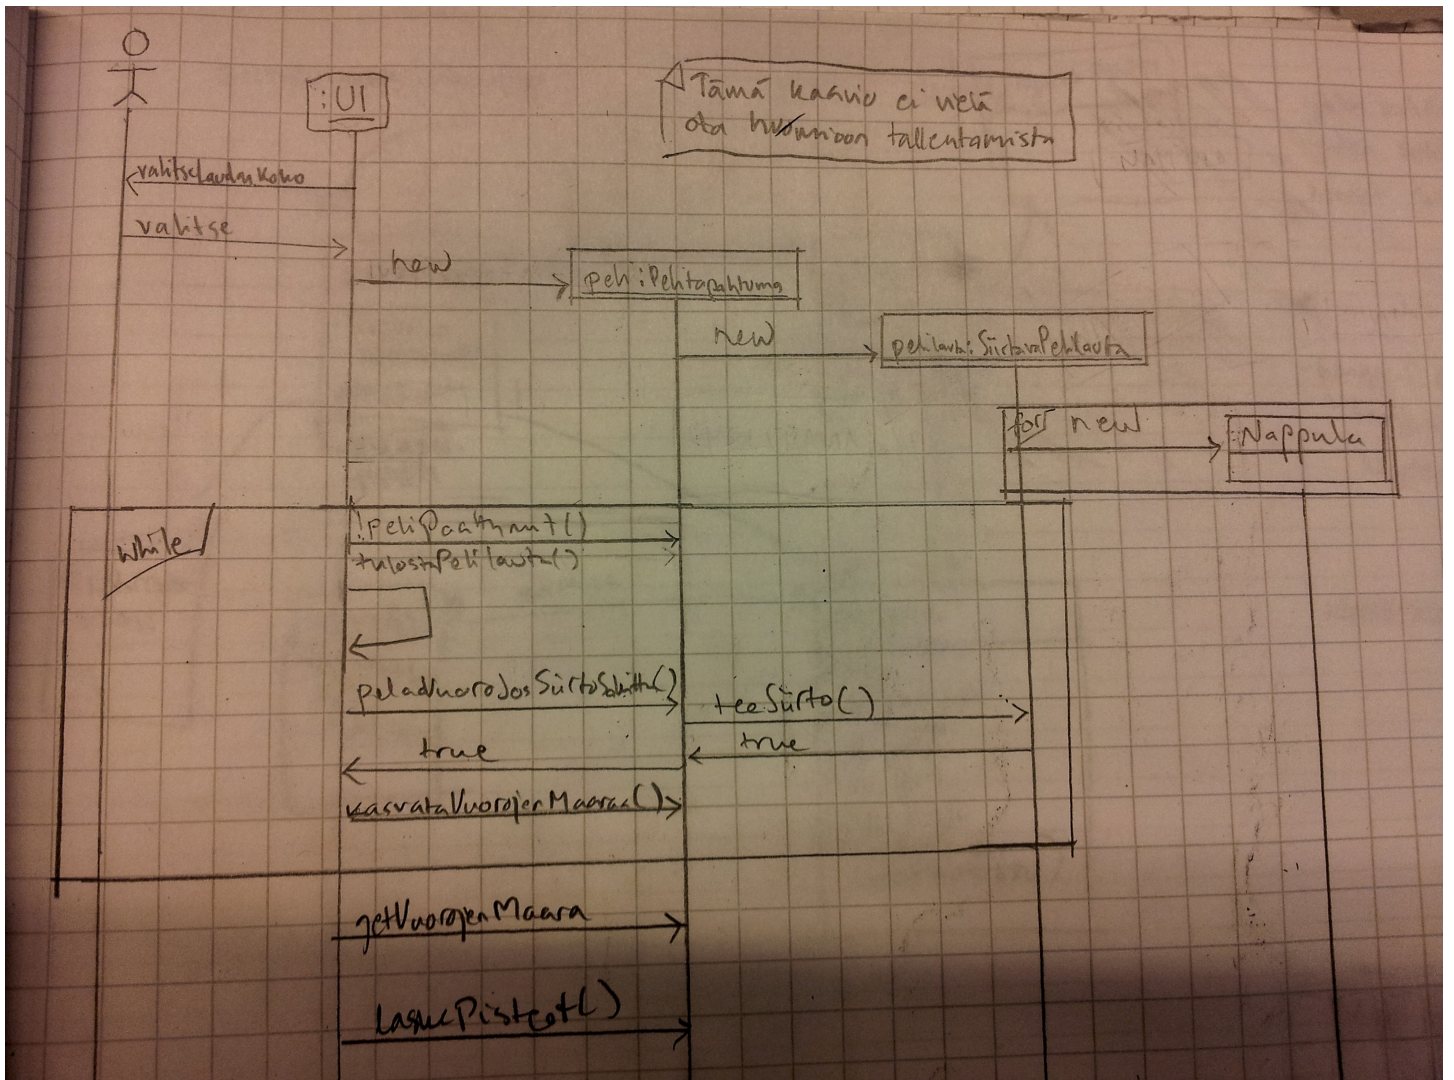 :UI
Tämä kaavio ei vielä
ota huomioon tallentamista
valitseLaudanKoko
valitse
new
peli:Pelitapahtuma
new
pelilauta:SiirtavaPelilauta
for
new
:Nappula
while
!peliPaattynyt()
tulostaPelilauta()
pelaaVuoroJosSiirtoSallittu()
teeSiirto()
true
true
kasvataVuorojenMaaraa()
getVuorojenMaara
laskePisteet()